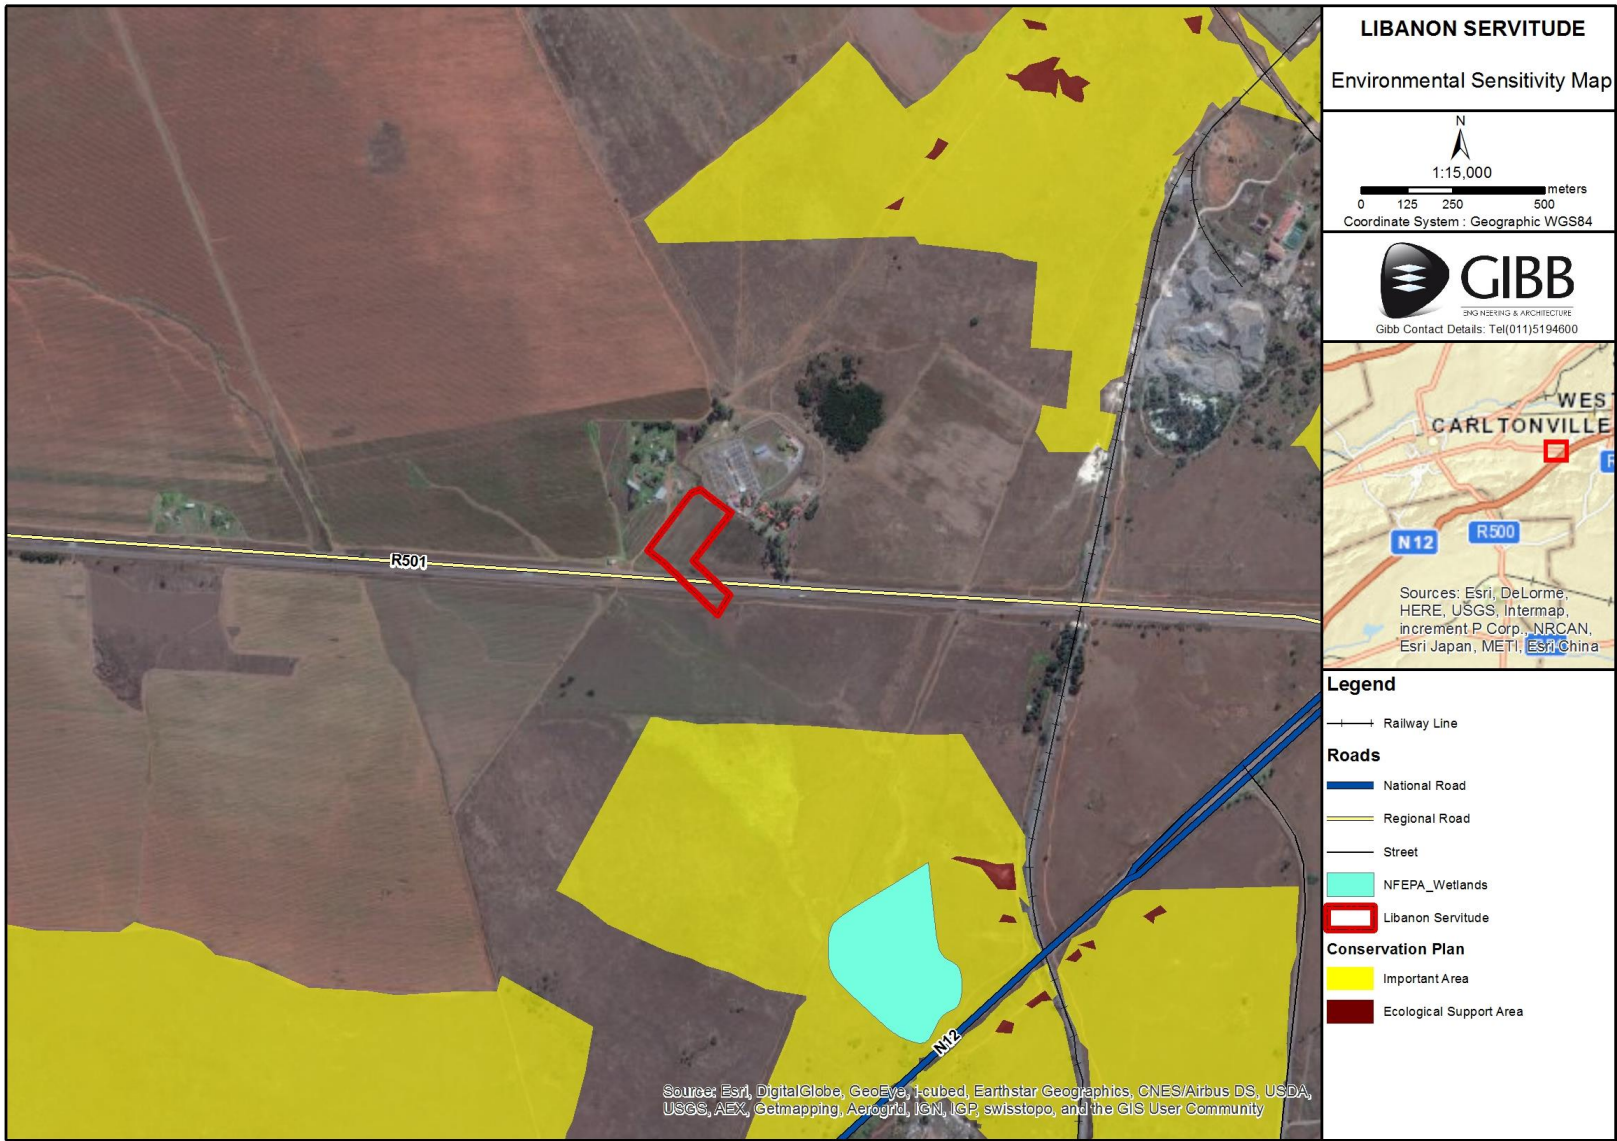 LIBANON SERVITUDE
Environmental Sensitivity Map
N
1:15,000
meters
0 125 250 500
Coordinate System : Geographic WGS84
GIBB
ENGINEERING & ARCHITECTURE
Gibb Contact Details: Tel(011)5194600
WEST
CARLTONVILLE
N12
R500
Sources: Esri, DeLorme,
HERE, USGS, Intermap,
increment P Corp., NRCAN,
Esri Japan, METI, Esri China
Legend
Railway Line
Roads
National Road
Regional Road
Street
NFEPA_Wetlands
Libanon Servitude
Conservation Plan
Important Area
Ecological Support Area
R501
N12
Source: Esri, DigitalGlobe, GeoEye, i-cubed, Earthstar Geographics, CNES/Airbus DS, USDA,
USGS, AEX, Getmapping, Aerogrid, IGN, IGP, swisstopo, and the GIS User Community